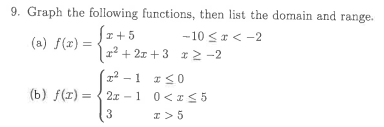 9. Graph the following functions, then list the domain and range.
(a) f(x) = { x + 5   −10 ≤ x < −2
x² + 2x + 3   x ≥ −2
(b) f(x) = { x² − 1   x ≤ 0
2x − 1   0 < x ≤ 5
3   x > 5